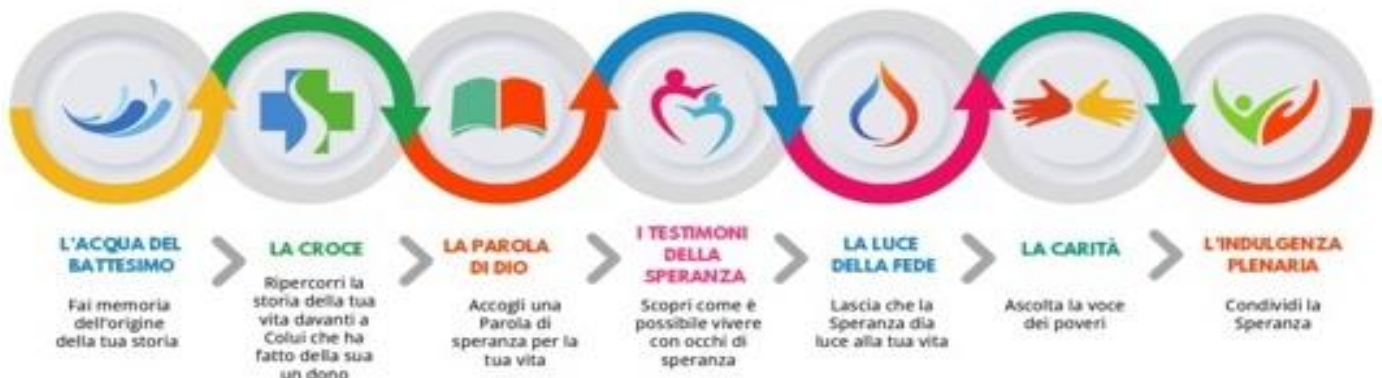 L'ACQUA DEL
BATTESIMO
Fai memoria
dell'origine
della tua storia
LA CROCE
Ripercorri la
storia della tua
vita davanti a
Colui che ha
fatto della sua
un dono
LA PAROLA
DI DIO
Accogli una
Parola di
speranza per la
tua vita
I TESTIMONI
DELLA
SPERANZA
Scopri come è
possibile vivere
con occhi di
speranza
LA LUCE
DELLA FEDE
Lascia che la
Speranza dia
luce alla tua vita
LA CARITÀ
Ascolta la voce
dei poveri
L'INDULGENZA
PLENARIA
Condividi la
Speranza